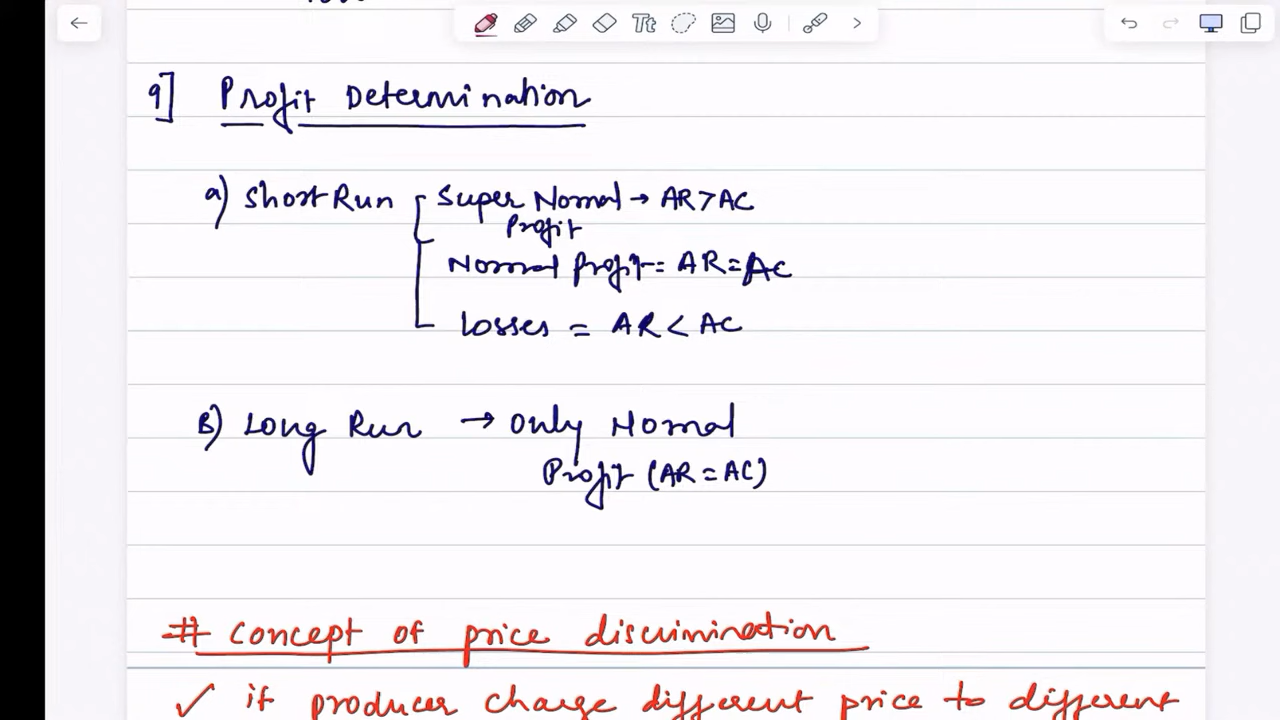 9] Profit Determination
a) Short Run Super Normal → AR > AC
Profit
Normal Profit = AR = AC
Losses = AR < AC
B) Long Run → Only Normal
Profit (AR = AC)
# concept of price discrimination
✓ if producer charge different price to different